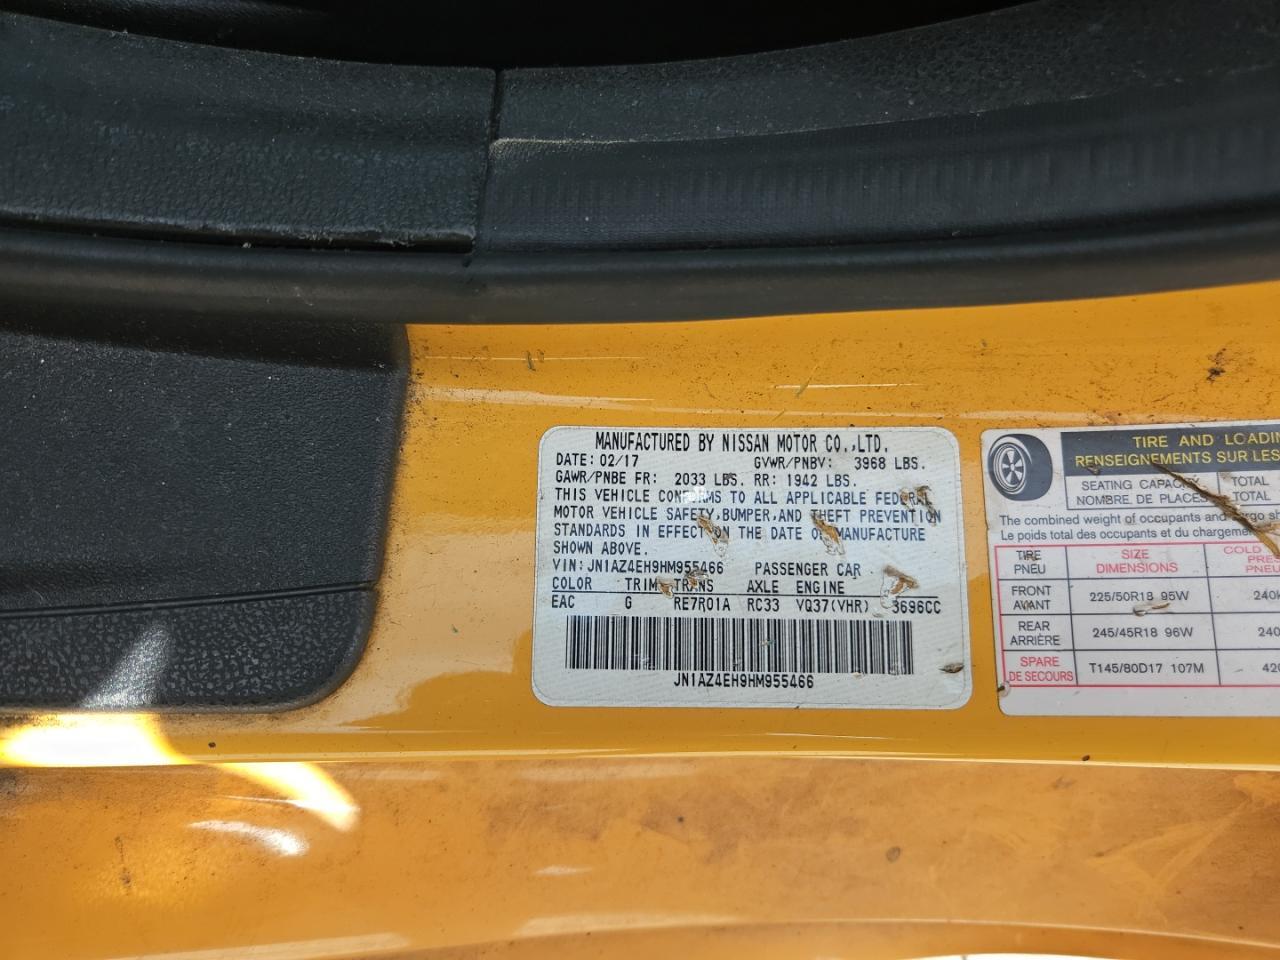 MANUFACTURED BY NISSAN MOTOR CO.,LTD.
DATE: 02/17 GVWR/PNBV: 3968 LBS.
GAWR/PNBE FR: 2033 LBS. RR: 1942 LBS.
THIS VEHICLE CONFORMS TO ALL APPLICABLE FEDERAL
MOTOR VEHICLE SAFETY,BUMPER,AND THEFT PREVENTION
STANDARDS IN EFFECT ON THE DATE OF MANUFACTURE
SHOWN ABOVE.
VIN: JN1AZ4EH9HM955466 PASSENGER CAR
COLOR TRIM TRANS AXLE ENGINE
EAC G RE7R01A RC33 VQ37(VHR) 3696CC
JN1AZ4EH9HM955466
TIRE AND
RENSEIGNEMENTS SUR LES
SEATING CAPACITY TOTAL
NOMBRE DE PLACES TOTAL
The combined weight of occupants and cargo
Le poids total des occupants et du
TIRE SIZE COLD
PNEU DIMENSIONS
FRONT
AVANT 225/50R18 95W
REAR
ARRIÈRE 245/45R18 96W
SPARE
DE SECOURS T145/80D17 107M